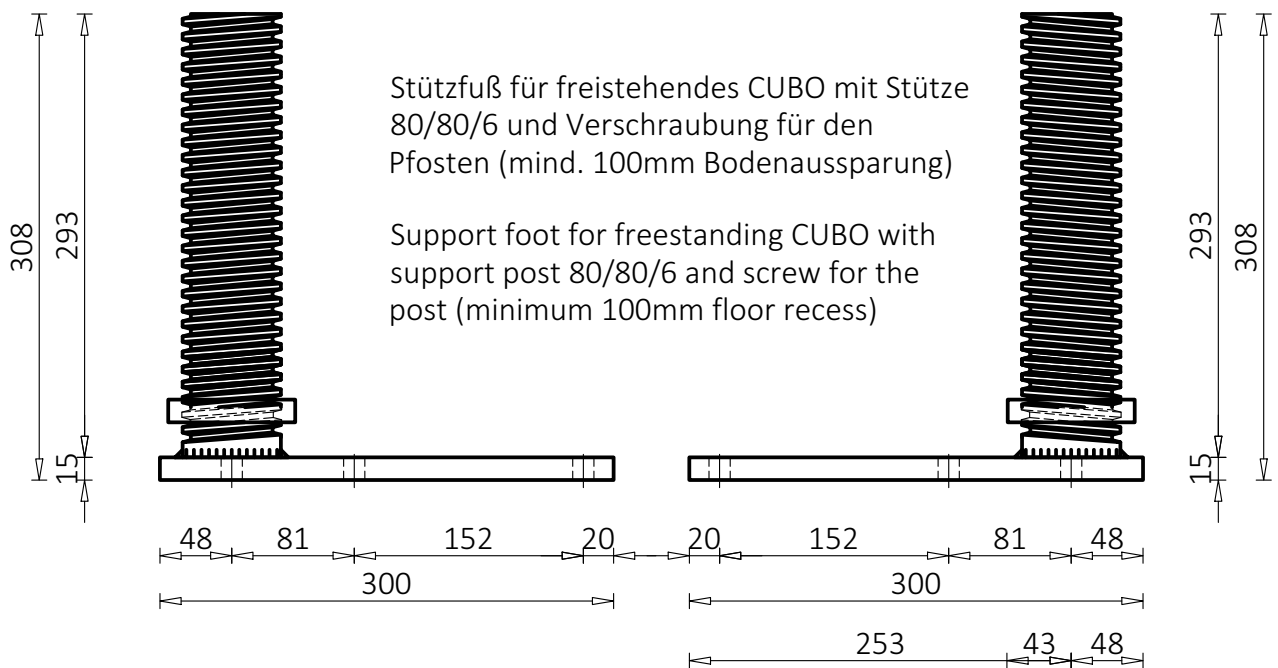 Stützfuß für freistehendes CUBO mit Stütze
80/80/6 und Verschraubung für den
Pfosten (mind. 100mm Bodenaussparung)
Support foot for freestanding CUBO with
support post 80/80/6 and screw for the
post (minimum 100mm floor recess)
308
293
293
308
15
15
48 81 152 20 20 152 81 48
300 300
253 43 48